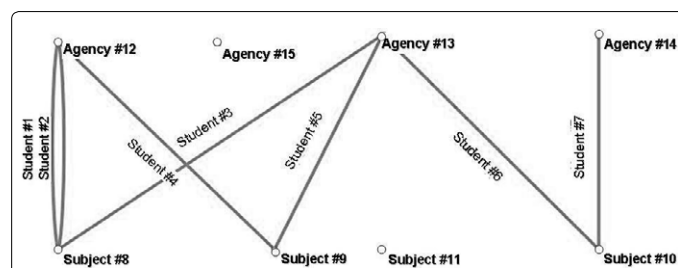 Agency #12
Agency #15
Agency #13
Agency #14
Student #1
Student #2
Student #3
Student #4
Student #5
Student #6
Student #7
Subject #8
Subject #9
Subject #11
Subject #10